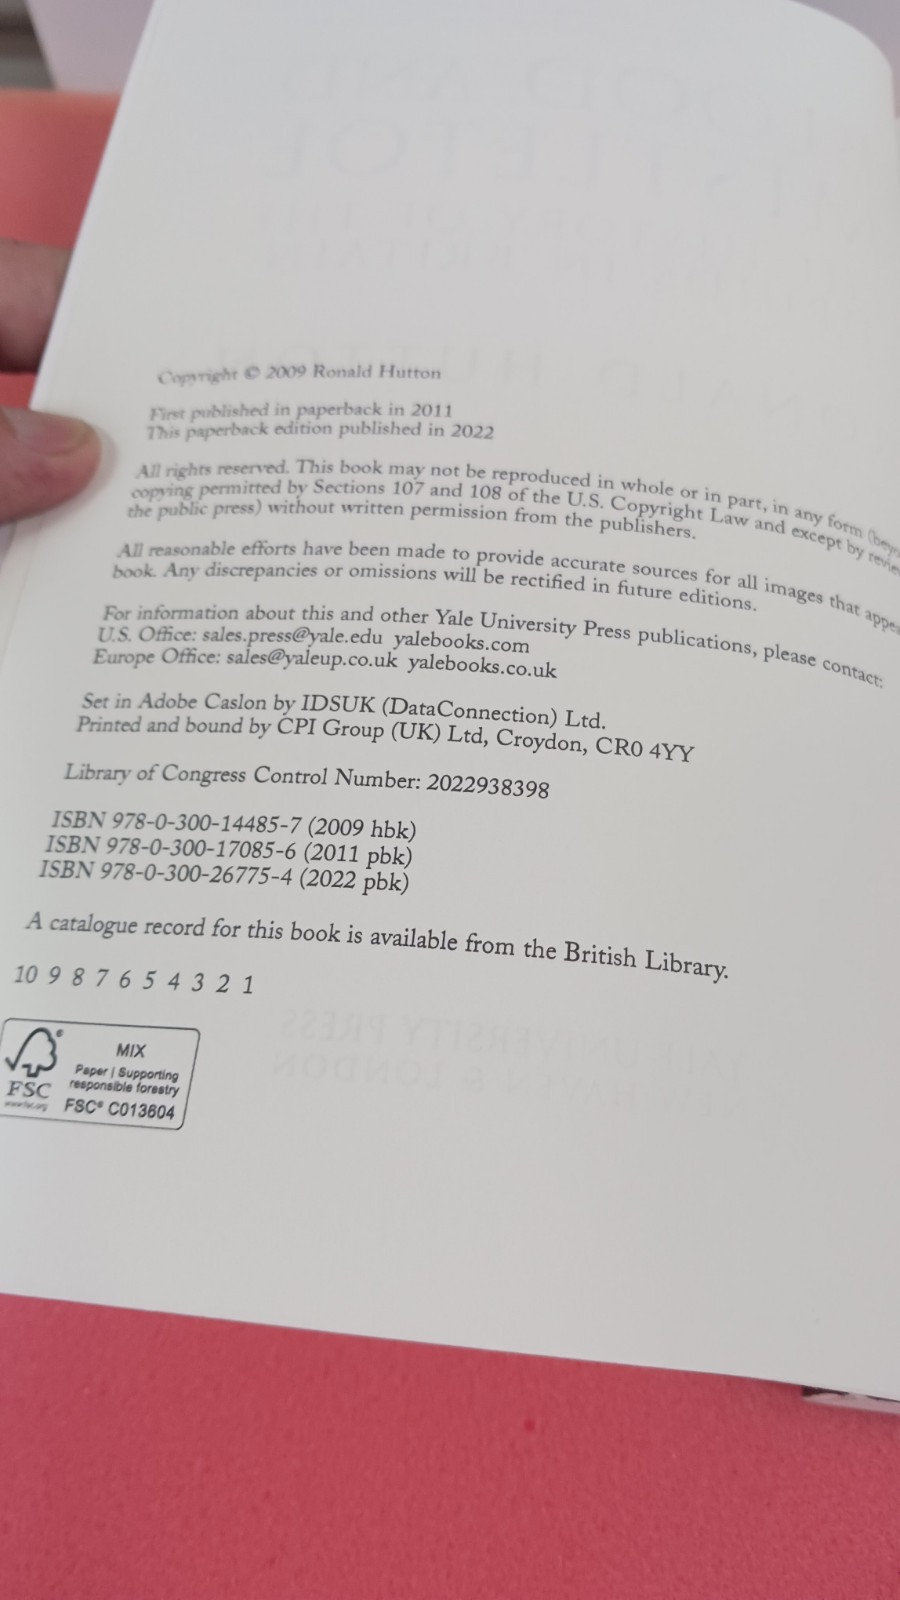 Copyright © 2009 Ronald Hutton
First published in paperback in 2011
This paperback edition published in 2022
All rights reserved. This book may not be reproduced in whole or in part, in any form (beyo
copying permitted by Sections 107 and 108 of the U.S. Copyright Law and except by revie
the public press) without written permission from the publishers.
All reasonable efforts have been made to provide accurate sources for all images that appea
book. Any discrepancies or omissions will be rectified in future editions.
For information about this and other Yale University Press publications, please contact:
U.S. Office: sales.press@yale.edu yalebooks.com
Europe Office: sales@yaleup.co.uk yalebooks.co.uk
Set in Adobe Caslon by IDSUK (DataConnection) Ltd.
Printed and bound by CPI Group (UK) Ltd, Croydon, CR0 4YY
Library of Congress Control Number: 2022938398
ISBN 978-0-300-14485-7 (2009 hbk)
ISBN 978-0-300-17085-6 (2011 pbk)
ISBN 978-0-300-26775-4 (2022 pbk)
A catalogue record for this book is available from the British Library.
10 9 8 7 6 5 4 3 2 1
MIX
Paper | Supporting
responsible forestry
FSC
www.fsc.org
FSC® C013604